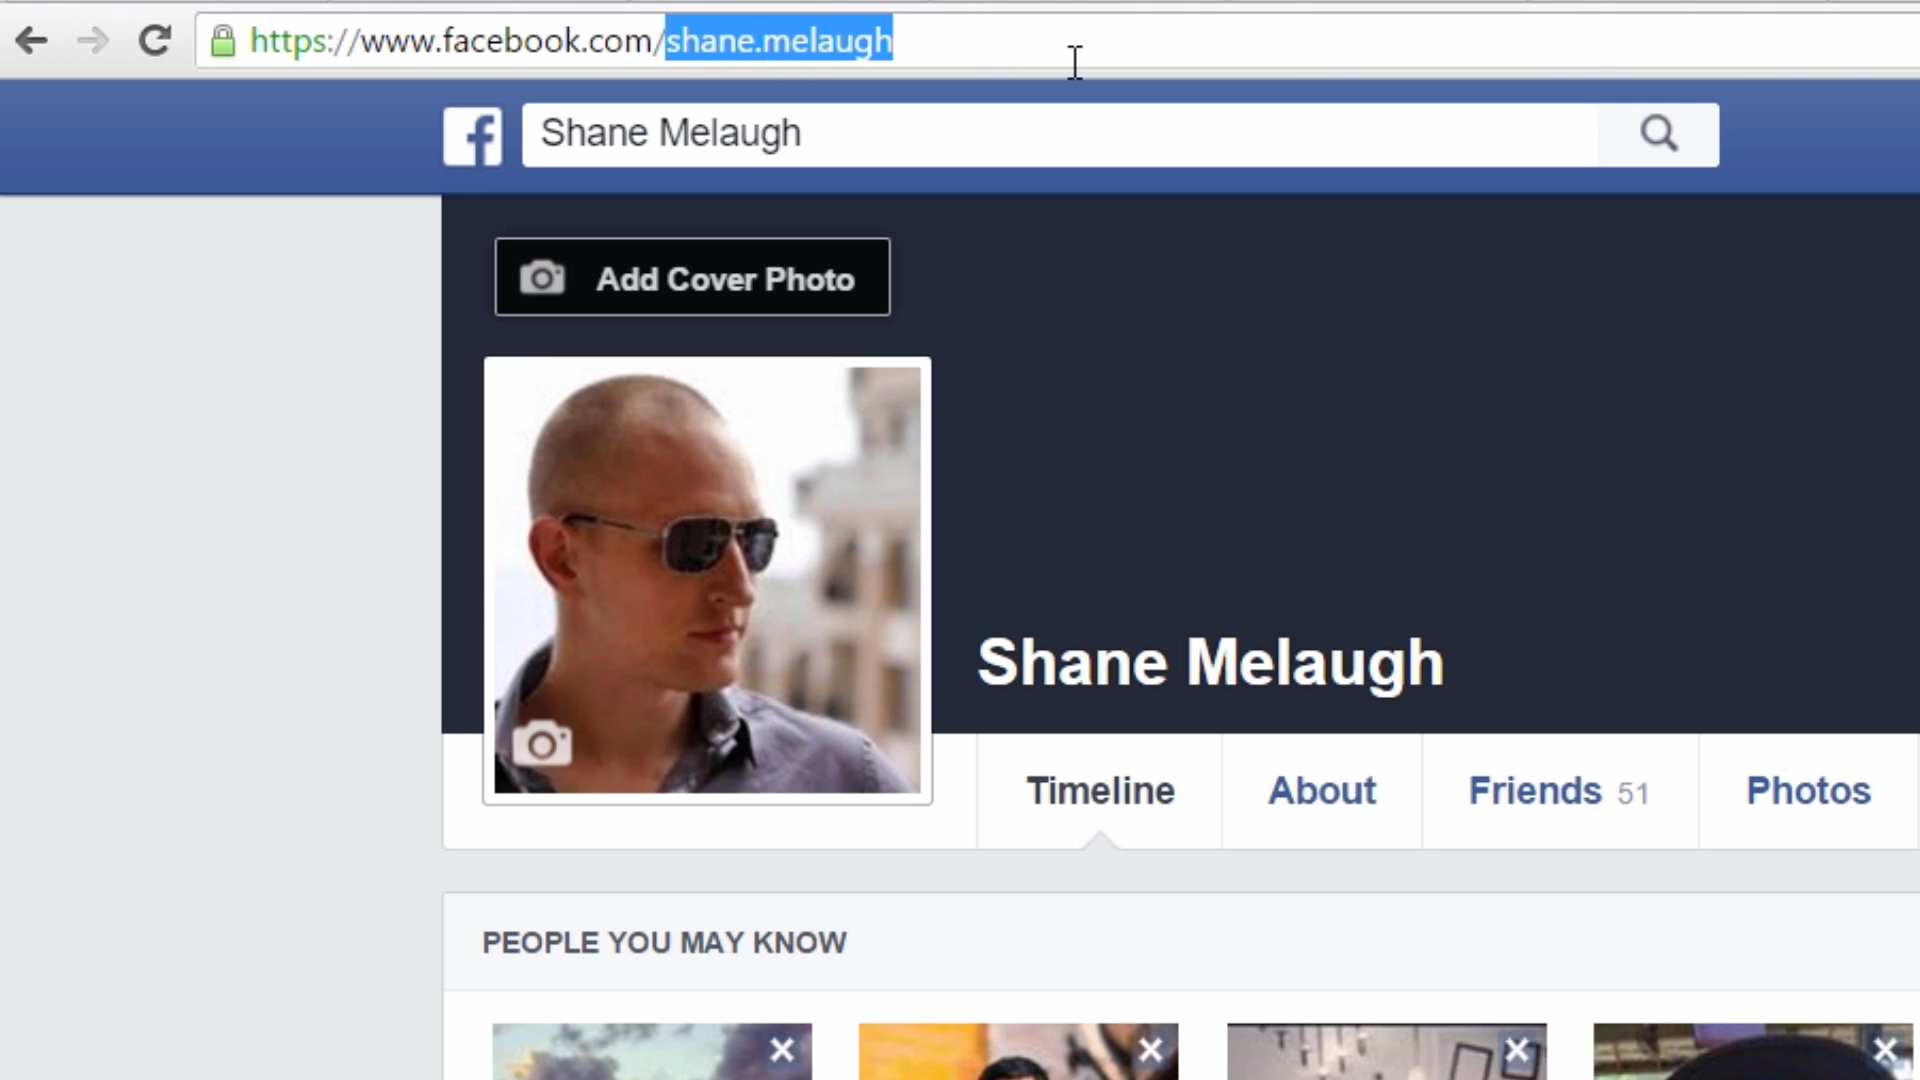 https://www.facebook.com/shane.melaugh
Shane Melaugh
Add Cover Photo
Shane Melaugh
Timeline
About
Friends 51
Photos
PEOPLE YOU MAY KNOW